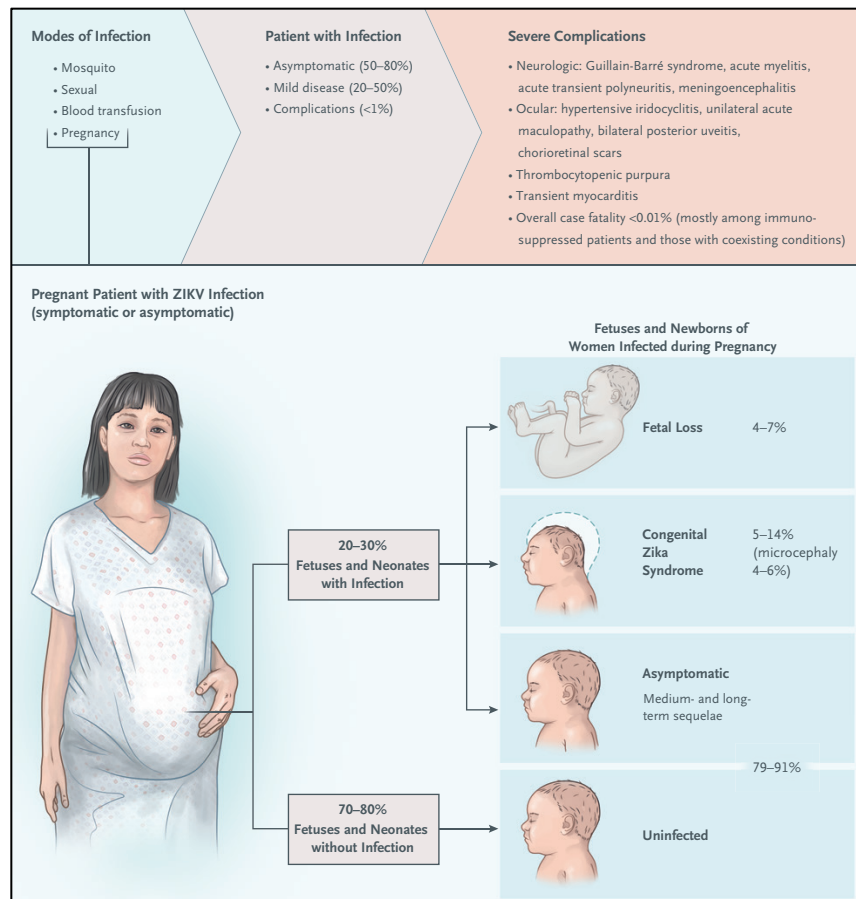 Modes of Infection
• Mosquito
• Sexual
• Blood transfusion
• Pregnancy
Patient with Infection
• Asymptomatic (50–80%)
• Mild disease (20–50%)
• Complications (<1%)
Severe Complications
• Neurologic: Guillain-Barré syndrome, acute myelitis,
acute transient polyneuritis, meningoencephalitis
• Ocular: hypertensive iridocyclitis, unilateral acute
maculopathy, bilateral posterior uveitis,
chorioretinal scars
• Thrombocytopenic purpura
• Transient myocarditis
• Overall case fatality <0.01% (mostly among immuno-
suppressed patients and those with coexisting conditions)
Pregnant Patient with ZIKV Infection
(symptomatic or asymptomatic)
Fetuses and Newborns of
Women Infected during Pregnancy
Fetal Loss 4–7%
20–30%
Fetuses and Neonates
with Infection
Congenital 5–14%
Zika (microcephaly
Syndrome 4–6%)
Asymptomatic
Medium- and long-
term sequelae
79–91%
70–80%
Fetuses and Neonates
without Infection
Uninfected